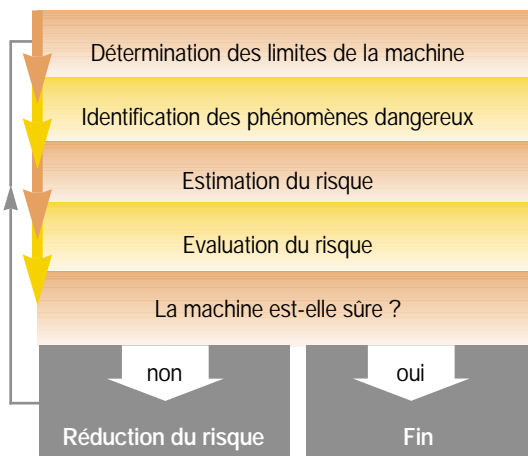 Détermination des limites de la machine
Identification des phénomènes dangereux
Estimation du risque
Evaluation du risque
La machine est-elle sûre ?
non
oui
Réduction du risque
Fin